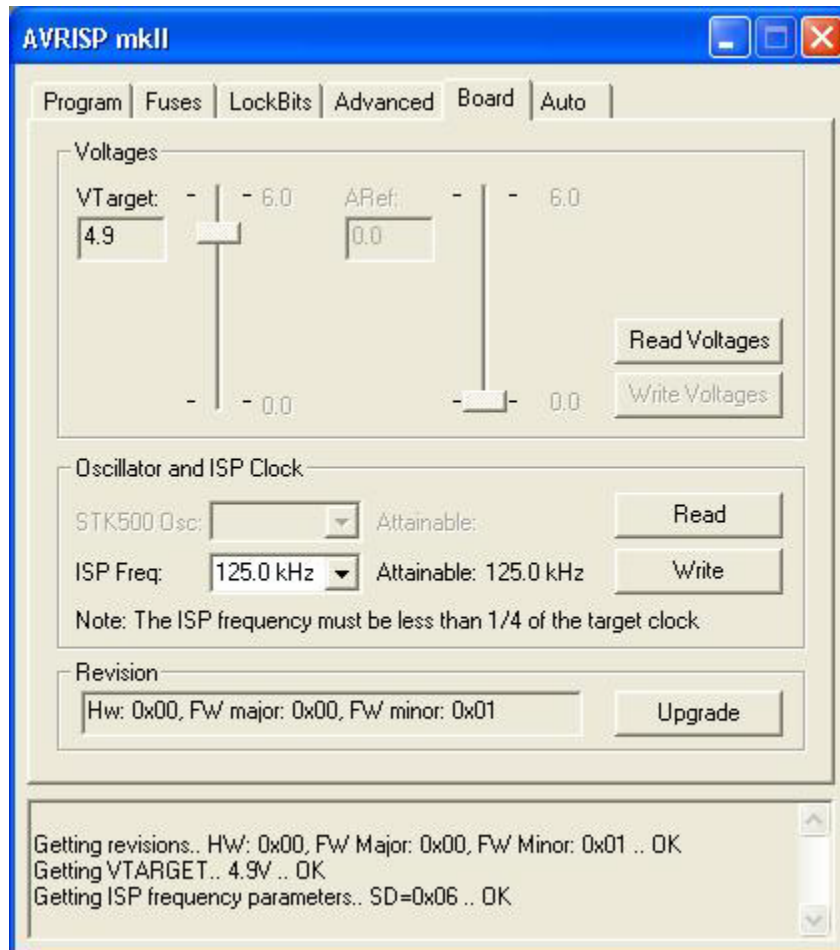 AVRISP mkII
Program Fuses LockBits Advanced Board Auto
Voltages
VTarget: - - 6.0 ARef: - - 6.0
4.9 0.0
Read Voltages
- - 0.0 - - 0.0 Write Voltages
Oscillator and ISP Clock
STK500 Osc: Attainable: Read
ISP Freq: 125.0 kHz Attainable: 125.0 kHz Write
Note: The ISP frequency must be less than 1/4 of the target clock
Revision
Hw: 0x00, FW major: 0x00, FW minor: 0x01 Upgrade
Getting revisions.. HW: 0x00, FW Major: 0x00, FW Minor: 0x01 .. OK
Getting VTARGET.. 4.9V .. OK
Getting ISP frequency parameters.. SD=0x06 .. OK